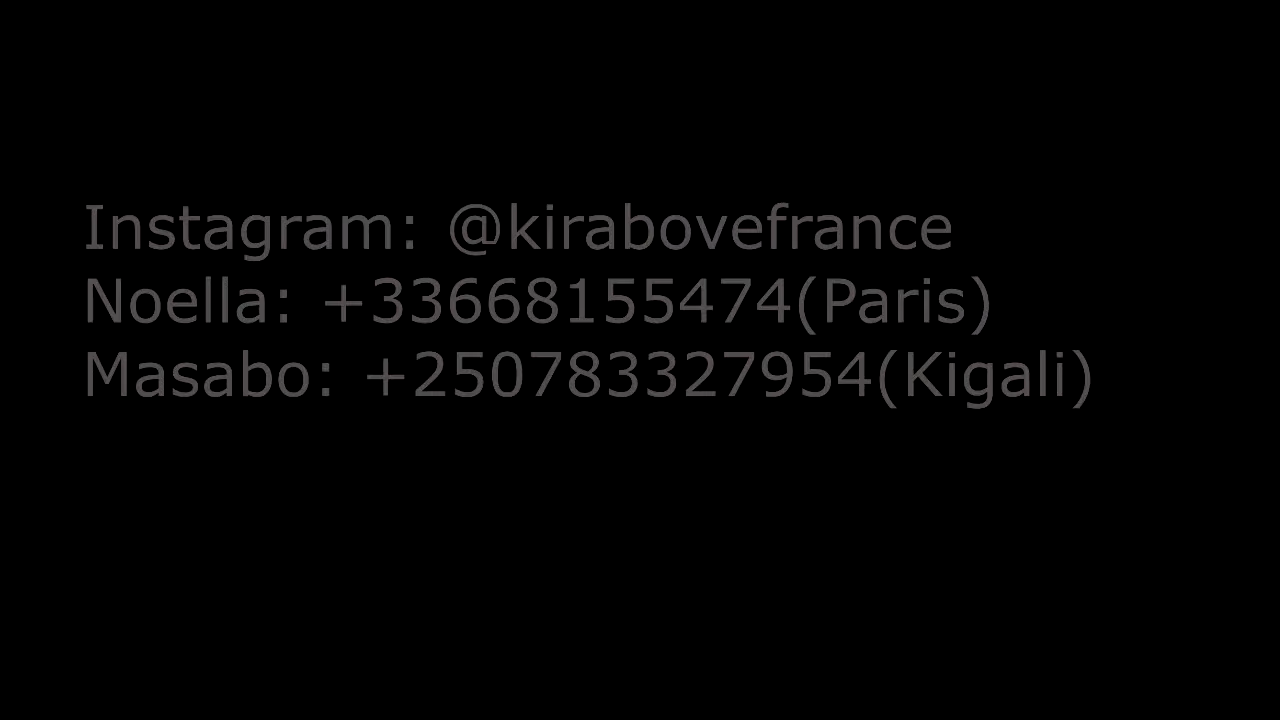 Instagram: @kirabovefrance
Noella: +33668155474(Paris)
Masabo: +250783327954(Kigali)